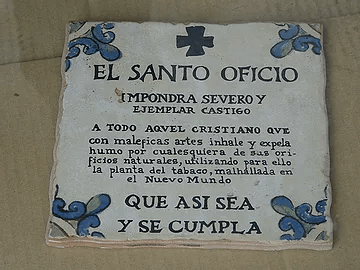 EL SANTO OFICIO
IMPONDRA SEVERO Y
EJEMPLAR CASTIGO
A TODO AQUEL CRISTIANO QUE
con maleficas artes inhale y expela
humo por cualesquiera de sus ori-
ficios naturales, utilizando para ello
la planta del tabaco, malhallada en
el Nuevo Mundo
QUE ASI SEA
Y SE CUMPLA